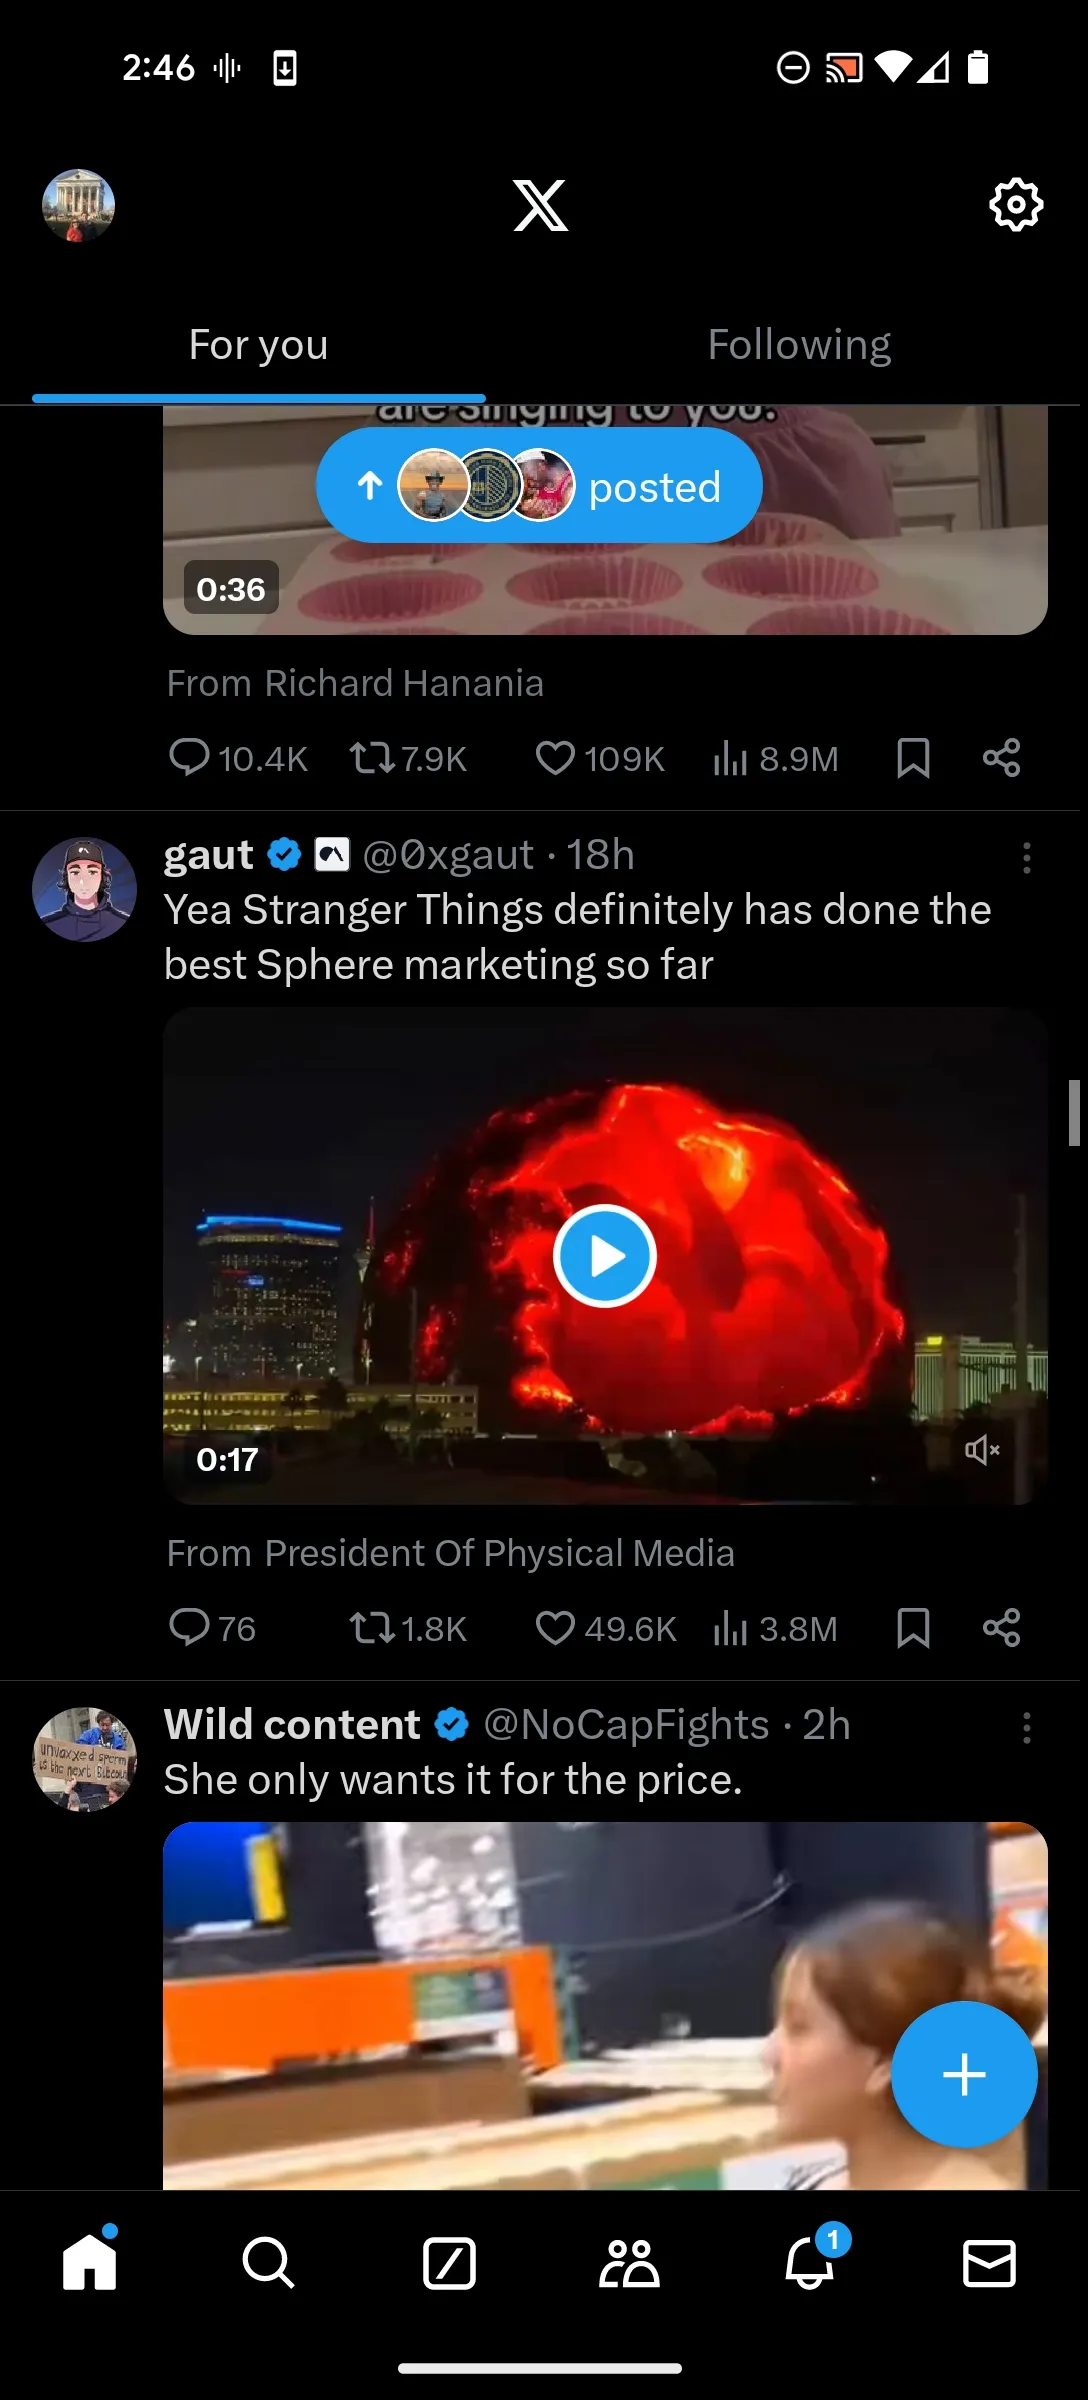 2:46
For you
Following
are singing to you.
posted
0:36
From Richard Hanania
10.4K 7.9K 109K 8.9M
gaut @0xgaut · 18h
Yea Stranger Things definitely has done the
best Sphere marketing so far
0:17
From President Of Physical Media
76 1.8K 49.6K 3.8M
Wild content @NoCapFights · 2h
unvaxxed sperm
is the next Bitcoin
She only wants it for the price.
1